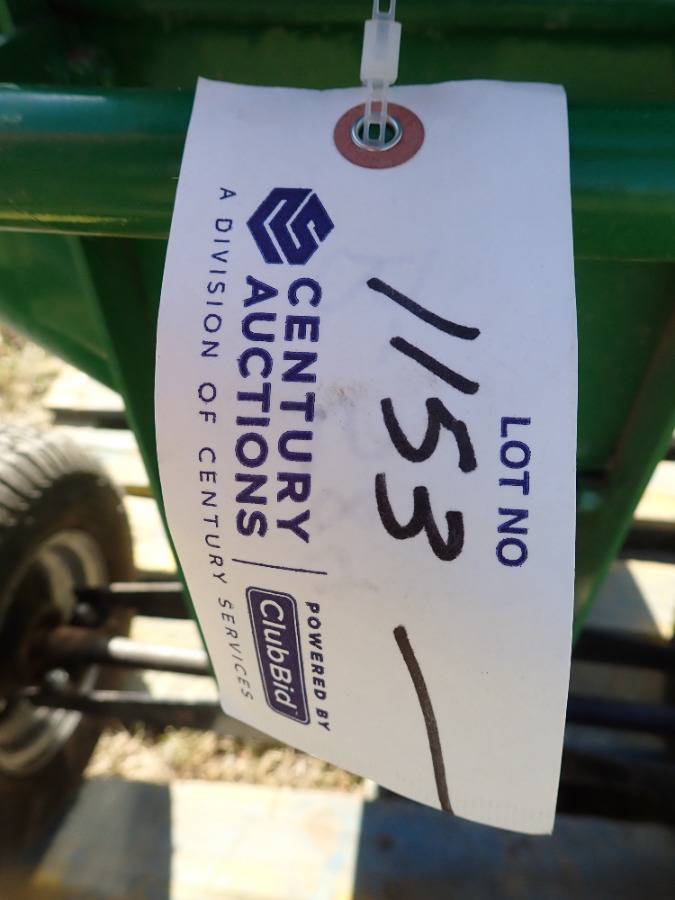 LOT NO
1153
CENTURY
AUCTIONS
POWERED BY
ClubBid
A DIVISION OF CENTURY SERVICES